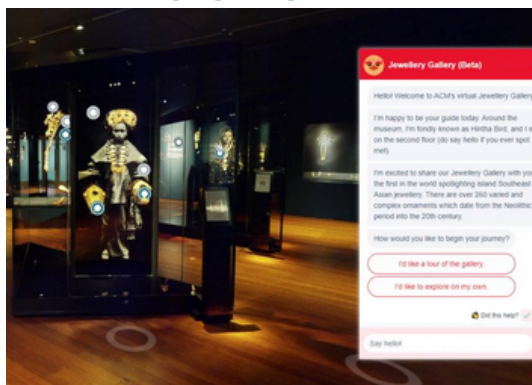 Jewellery Gallery (Beta)
Hello! Welcome to ACM's virtual Jewellery Gallery
I'm happy to be your guide today. Around the
museum, I'm fondly known as Hintha Bird, and I s
on the second floor (do say hello if you ever spot
me!).
I'm excited to share our Jewellery Gallery with you
the first in the world spotlighting island Southeast
Asian jewellery. There are over 260 varied and
complex ornaments which date from the Neolithic
period into the 20th century.
How would you like to begin your journey?
I'd like a tour of the gallery.
I'd like to explore on my own.
Did this help?
Say hello!